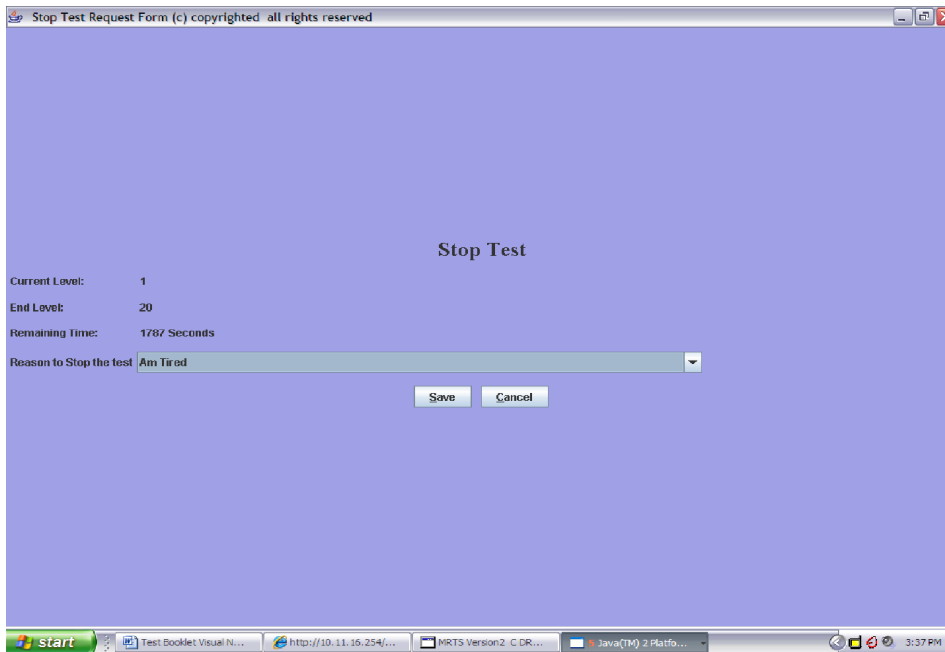 Stop Test Request Form (c) copyrighted all rights reserved
Stop Test
Current Level: 1
End Level: 20
Remaining Time: 1787 Seconds
Reason to Stop the test Am Tired
Save Cancel
start Test Booklet Visual N... http://10.11.16.254/... MRTS Version2 C DR... Java(TM) 2 Platfo... 3:37 PM